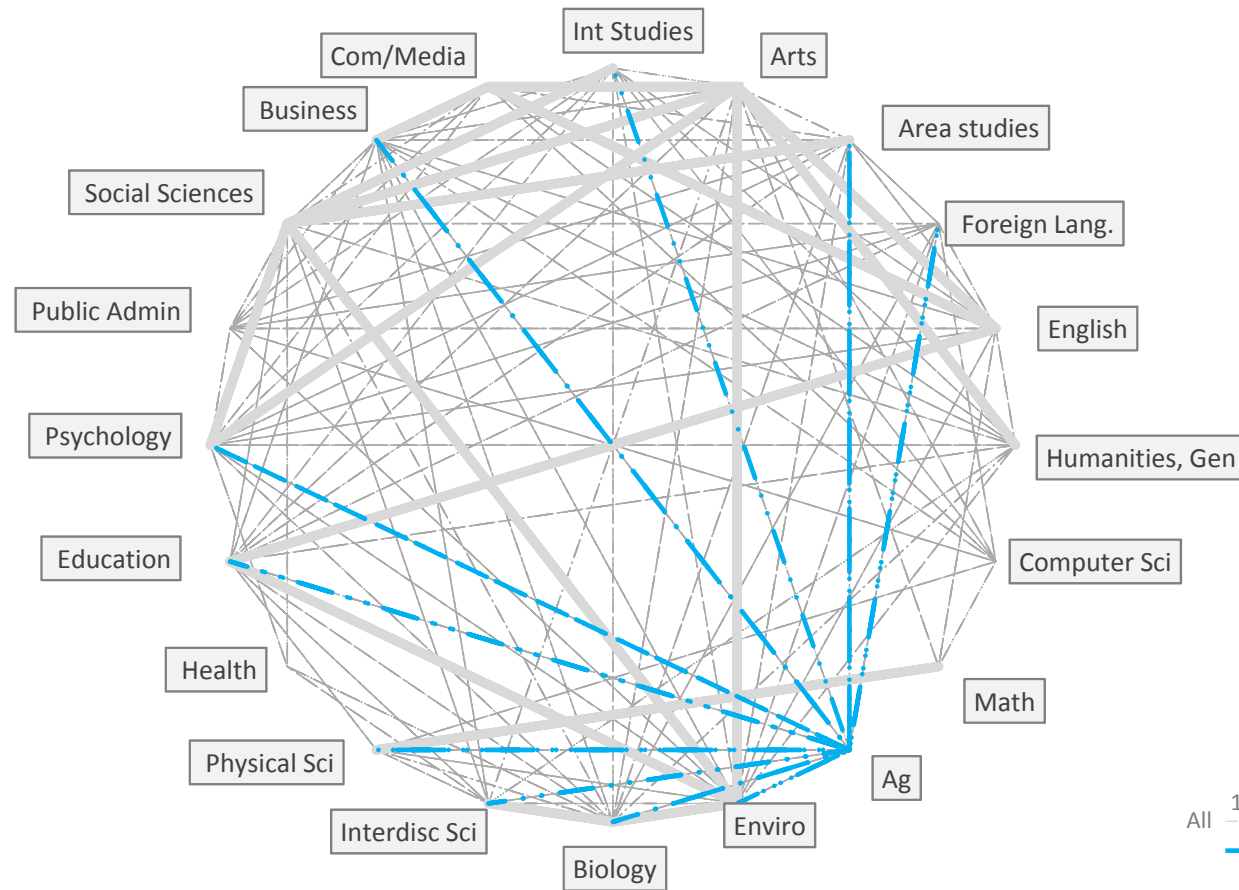 Int Studies
Com/Media
Arts
Business
Area studies
Social Sciences
Foreign Lang.
Public Admin
English
Psychology
Humanities, Gen
Education
Computer Sci
Health
Math
Physical Sci
Ag
Interdisc Sci
Enviro
Biology
1
All